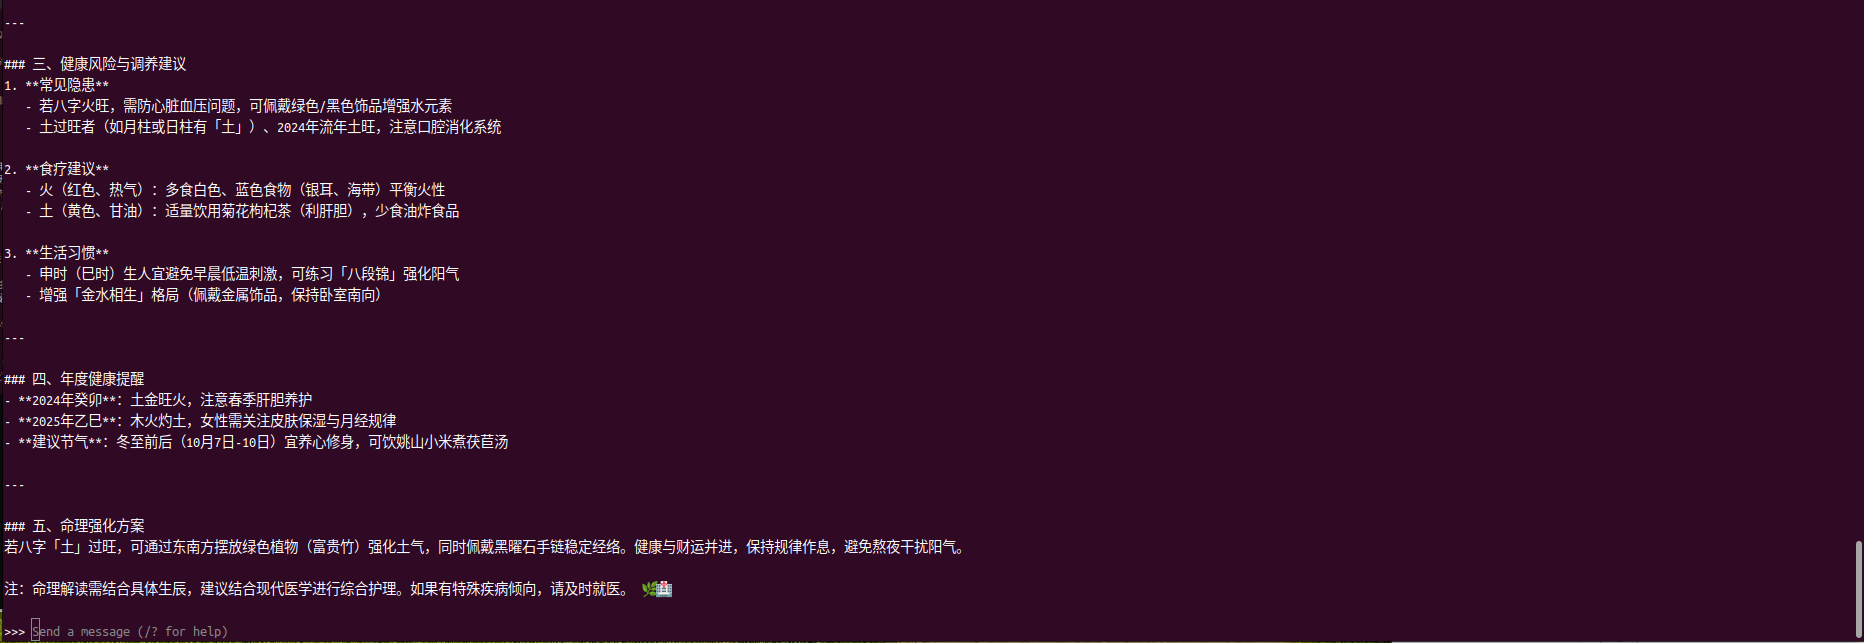 ---
### 三、健康风险与调养建议
1. **常见隐患**
   - 若八字火旺，需防心脏血压问题，可佩戴绿色/黑色饰品增强水元素
   - 土过旺者（如月柱或日柱有「土」）、2024年流年土旺，注意口腔消化系统
2. **食疗建议**
   - 火（红色、热气）：多食白色、蓝色食物（银耳、海带）平衡火性
   - 土（黄色、甘油）：适量饮用菊花枸杞茶（利肝胆），少食油炸食品
3. **生活习惯**
   - 申时（巳时）生人宜避免早晨低温刺激，可练习「八段锦」强化阳气
   - 增强「金水相生」格局（佩戴金属饰品，保持卧室南向）
---
### 四、年度健康提醒
- **2024年癸卯**：土金旺火，注意春季肝胆养护
- **2025年乙巳**：木火灼土，女性需关注皮肤保湿与月经规律
- **建议节气**：冬至前后（10月7日-10日）宜养心修身，可饮姚山小米煮茯苣汤
---
### 五、命理强化方案
若八字「土」过旺，可通过东南方摆放绿色植物（富贵竹）强化土气，同时佩戴黑曜石手链稳定经络。健康与财运并进，保持规律作息，避免熬夜干扰阳气。
注：命理解读需结合具体生辰，建议结合现代医学进行综合护理。如果有特殊疾病倾向，请及时就医。 🌿🏥
>>> Send a message (/? for help)